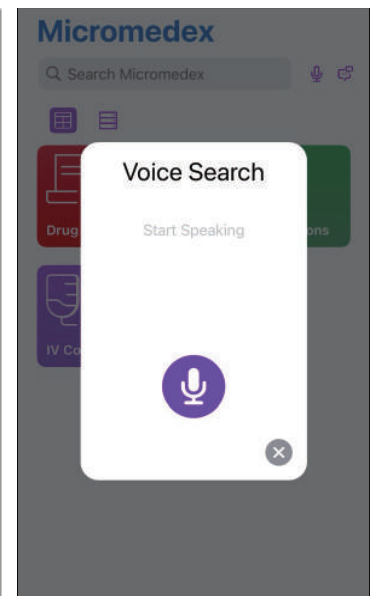 Micromedex
Search Micromedex
Voice Search
Start Speaking
Drug
ons
IV Co